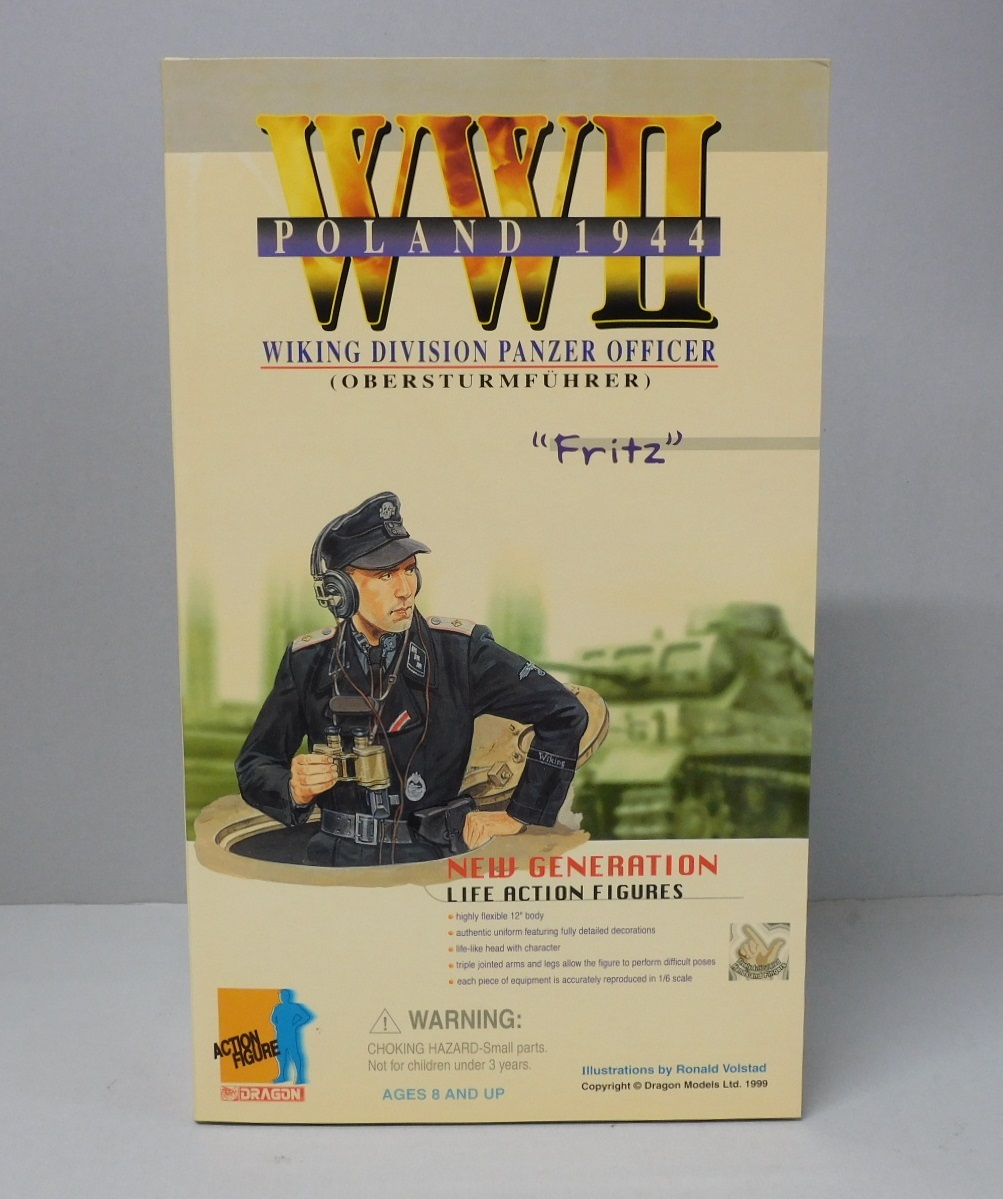 WWII
POLAND 1944
WIKING DIVISION PANZER OFFICER
(OBERSTURMFÜHRER)
"Fritz"
Wiking
NEW GENERATION
LIFE ACTION FIGURES
highly flexible 12" body
authentic uniform featuring fully detailed decorations
life-like head with character
triple jointed arms and legs allow the figure to perform difficult poses
each piece of equipment is accurately reproduced in 1/6 scale
ACTION
FIGURE
DRAGON
! WARNING:
CHOKING HAZARD-Small parts.
Not for children under 3 years.
AGES 8 AND UP
Illustrations by Ronald Volstad
Copyright © Dragon Models Ltd. 1999